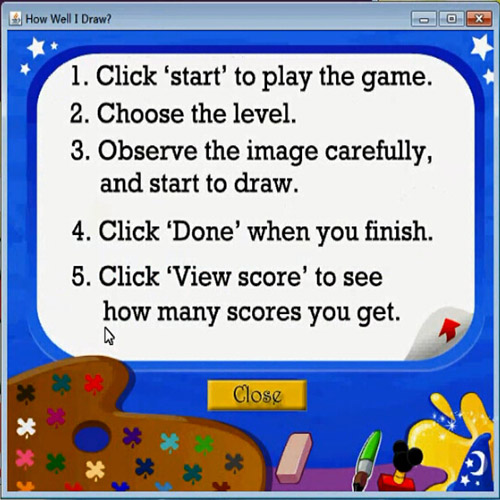 How Well I Draw?
1. Click ‘start’ to play the game.
2. Choose the level.
3. Observe the image carefully,
and start to draw.
4. Click ‘Done’ when you finish.
5. Click ‘View score’ to see
how many scores you get.
Close